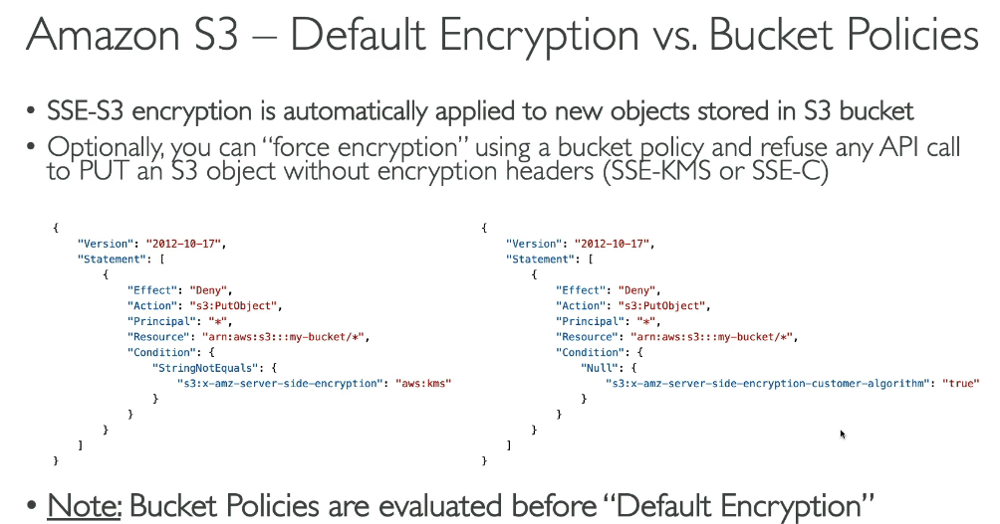 Amazon S3 – Default Encryption vs. Bucket Policies
• SSE-S3 encryption is automatically applied to new objects stored in S3 bucket
• Optionally, you can “force encryption” using a bucket policy and refuse any API call
to PUT an S3 object without encryption headers (SSE-KMS or SSE-C)
{
"Version": "2012-10-17",
"Statement": [
{
"Effect": "Deny",
"Action": "s3:PutObject",
"Principal": "*",
"Resource": "arn:aws:s3:::my-bucket/*",
"Condition": {
"StringNotEquals": {
"s3:x-amz-server-side-encryption": "aws:kms"
}
}
}
]
}
{
"Version": "2012-10-17",
"Statement": [
{
"Effect": "Deny",
"Action": "s3:PutObject",
"Principal": "*",
"Resource": "arn:aws:s3:::my-bucket/*",
"Condition": {
"Null": {
"s3:x-amz-server-side-encryption-customer-algorithm": "true"
}
}
}
]
}
• Note: Bucket Policies are evaluated before “Default Encryption”